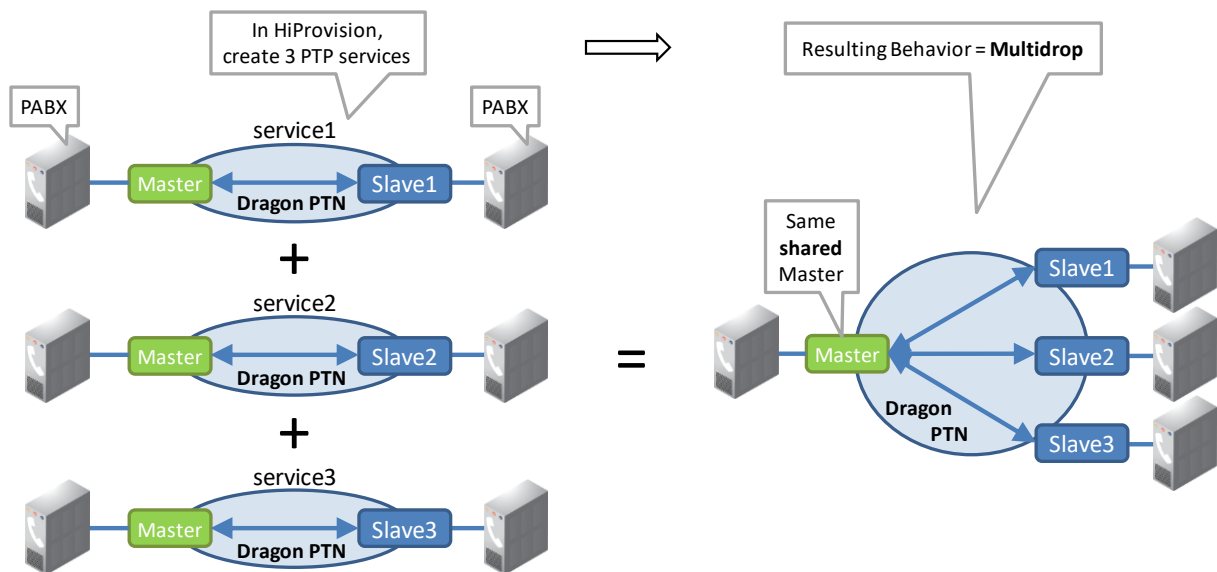 In HiProvision,
create 3 PTP services
PABX
PABX
service1
Master
Slave1
Dragon PTN
+
service2
Master
Slave2
Dragon PTN
+
service3
Master
Slave3
Dragon PTN
=
Resulting Behavior = Multidrop
Same
shared
Master
Master
Slave1
Slave2
Slave3
Dragon
PTN